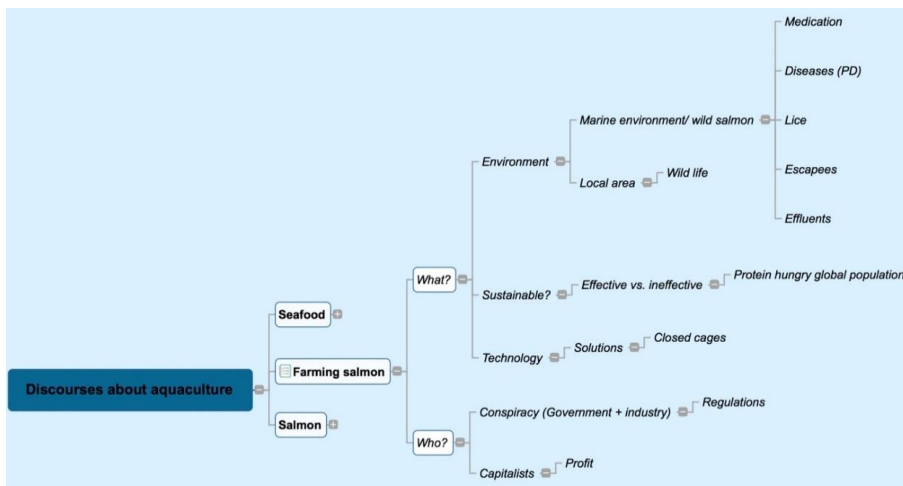 Discourses about aquaculture
Seafood
Farming salmon
What?
Environment
Marine environment/ wild salmon
Medication
Diseases (PD)
Lice
Escapees
Effluents
Local area
Wild life
Sustainable?
Effective vs. ineffective
Protein hungry global population
Technology
Solutions
Closed cages
Who?
Conspiracy (Government + industry)
Regulations
Capitalists
Profit
Salmon